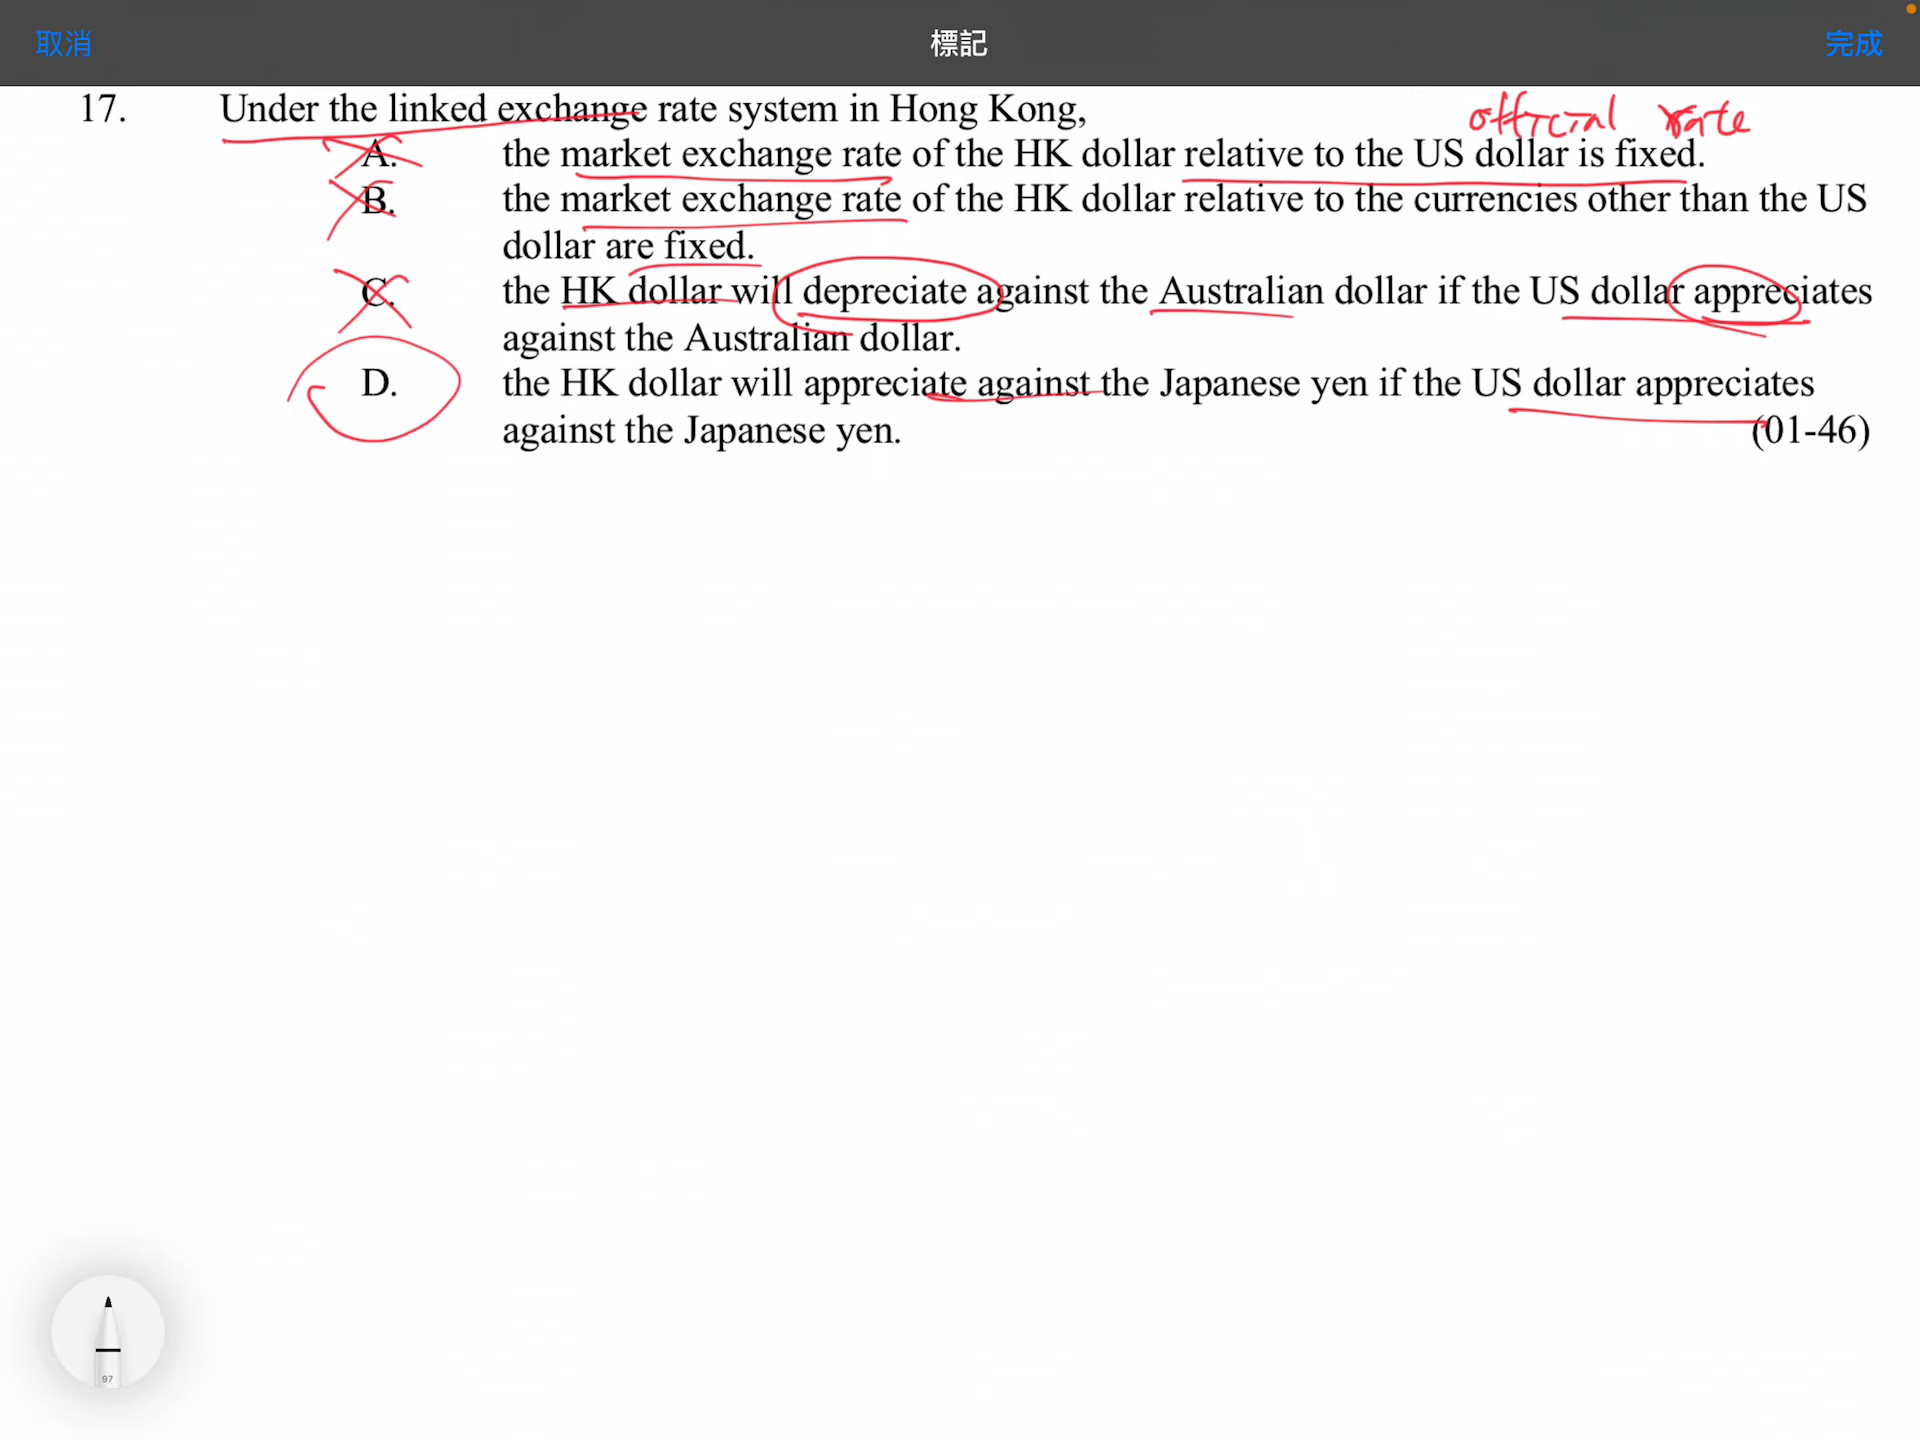 取消 標記 完成
17. Under the linked exchange rate system in Hong Kong,
official rate
A. the market exchange rate of the HK dollar relative to the US dollar is fixed.
B. the market exchange rate of the HK dollar relative to the currencies other than the US
dollar are fixed.
C. the HK dollar will depreciate against the Australian dollar if the US dollar appreciates
against the Australian dollar.
D. the HK dollar will appreciate against the Japanese yen if the US dollar appreciates
against the Japanese yen. (01-46)
97